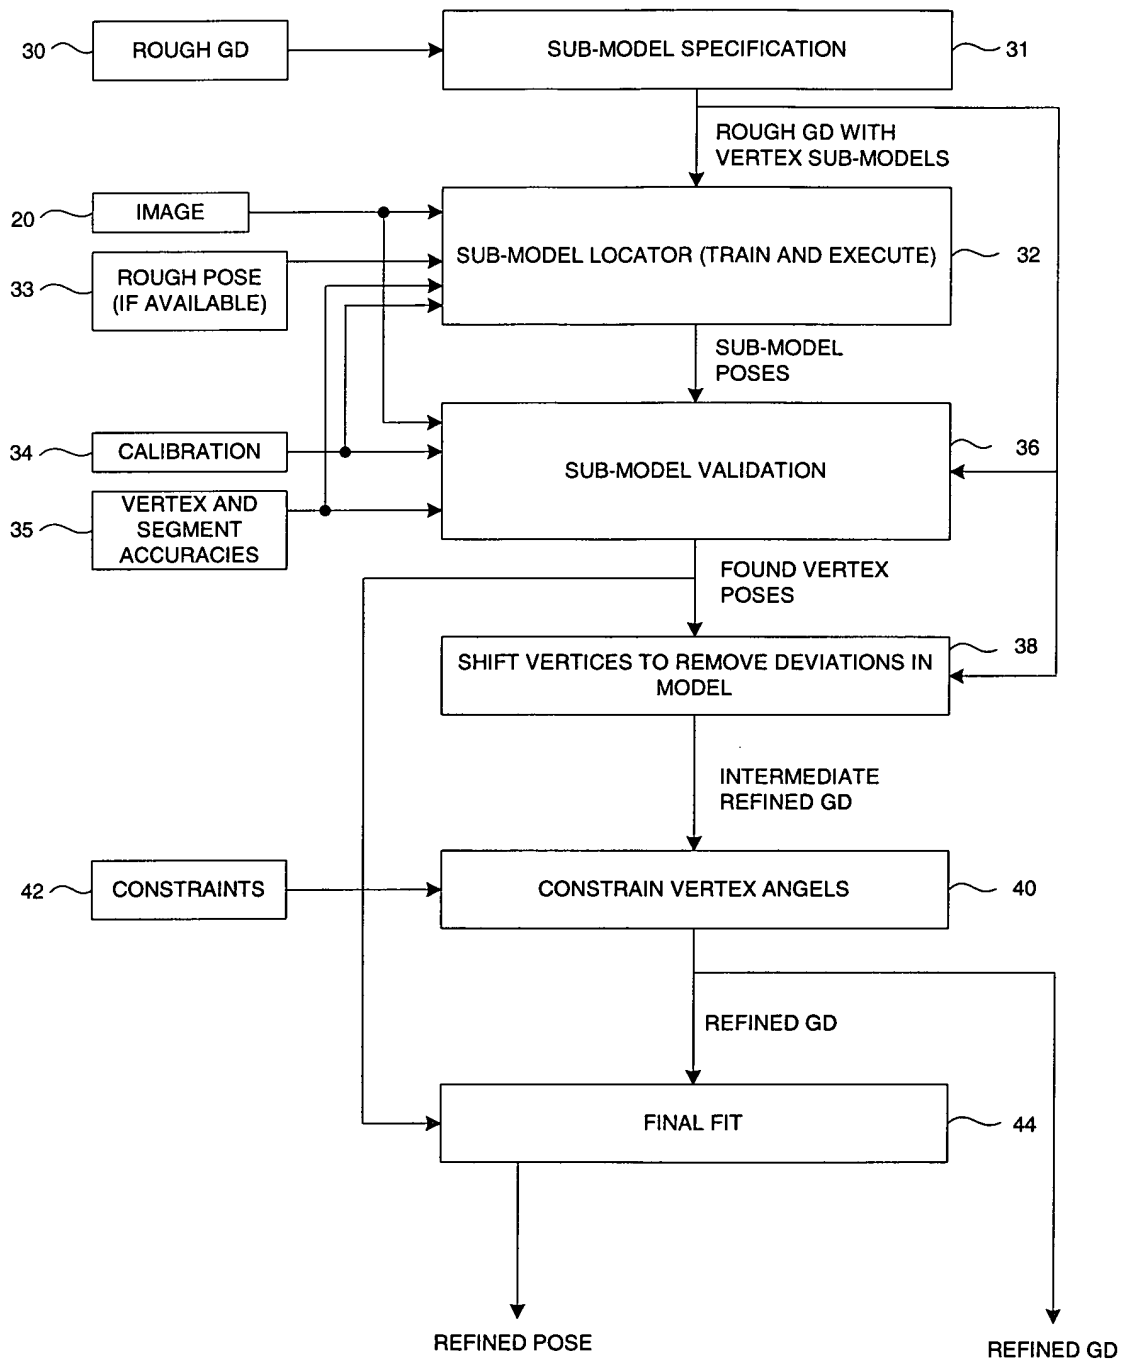 30
ROUGH GD
SUB-MODEL SPECIFICATION
31
ROUGH GD WITH
VERTEX SUB-MODELS
20
IMAGE
33
ROUGH POSE
(IF AVAILABLE)
SUB-MODEL LOCATOR (TRAIN AND EXECUTE)
32
SUB-MODEL
POSES
34
CALIBRATION
35
VERTEX AND
SEGMENT
ACCURACIES
SUB-MODEL VALIDATION
36
FOUND VERTEX
POSES
SHIFT VERTICES TO REMOVE DEVIATIONS IN
MODEL
38
INTERMEDIATE
REFINED GD
42
CONSTRAINTS
CONSTRAIN VERTEX ANGELS
40
REFINED GD
FINAL FIT
44
REFINED POSE
REFINED GD